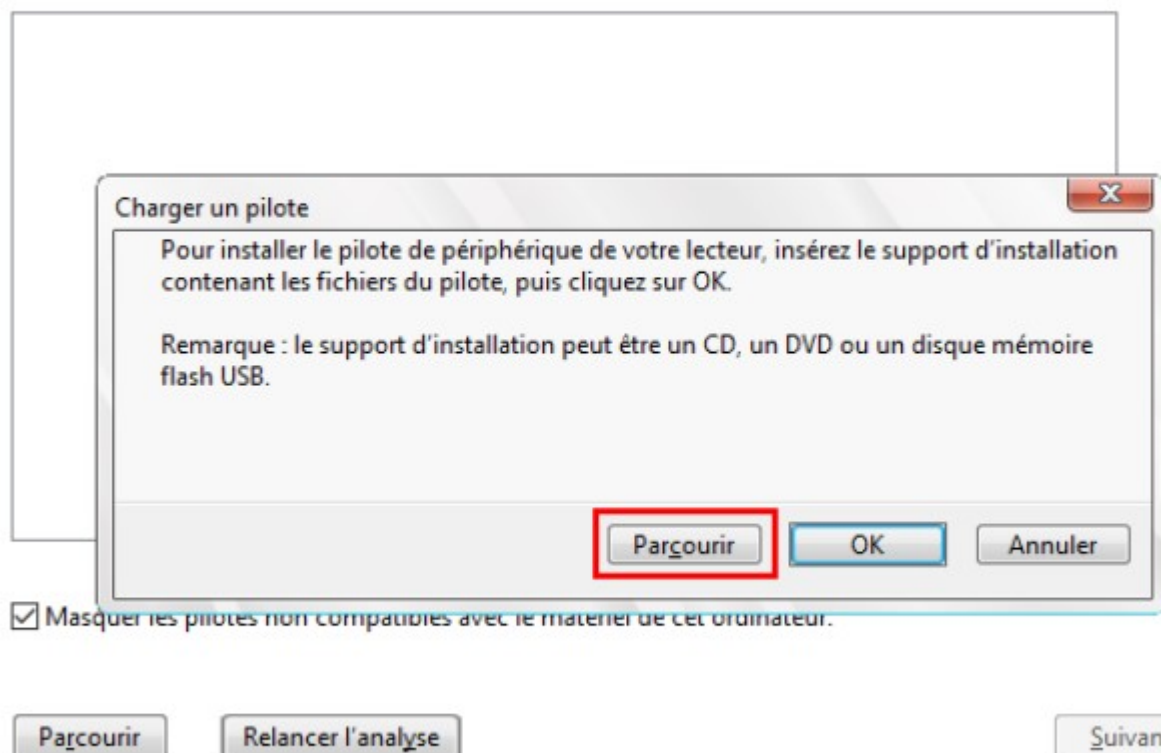 Charger un pilote
Pour installer le pilote de périphérique de votre lecteur, insérez le support d'installation
contenant les fichiers du pilote, puis cliquez sur OK.
Remarque : le support d'installation peut être un CD, un DVD ou un disque mémoire
flash USB.
Parcourir OK Annuler
Masquer les pilotes non compatibles avec le matériel de cet ordinateur.
Parcourir Relancer l'analyse Suivan